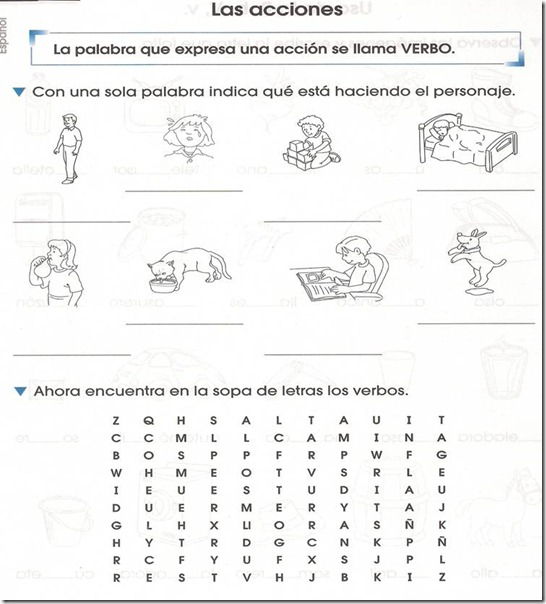 Español
Las acciones
La palabra que expresa una acción se llama VERBO.
Con una sola palabra indica qué está haciendo el personaje.
Ahora encuentra en la sopa de letras los verbos.
Z Q H S A L T A U I T
C C M L L C A M I N A
B O S P P F R P W F G
W H M E O T V S R L E
I E U E S T U D I A U
D U E R M E R Y T A J
G L H X LI O R A S Ñ K
H Y T R D G C N K P Ñ
R C F Y U F X S J P L
R E S T V H J B K I Z